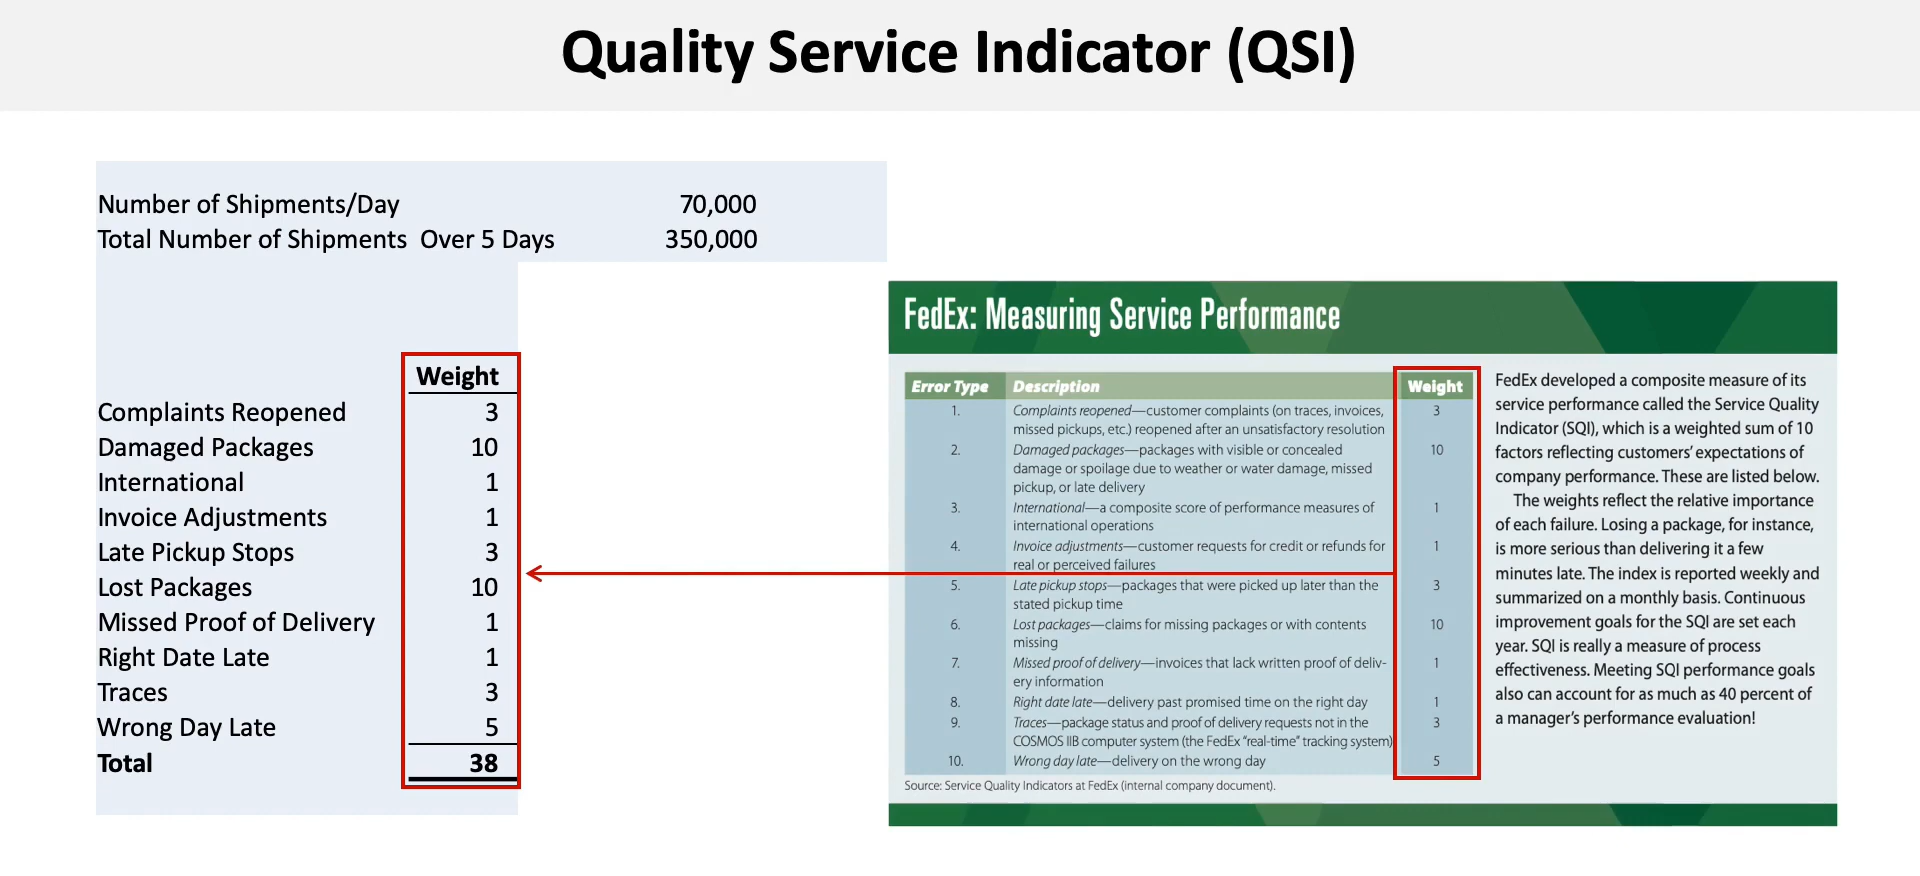 Quality Service Indicator (QSI)
Number of Shipments/Day 70,000
Total Number of Shipments Over 5 Days 350,000
Weight
Complaints Reopened 3
Damaged Packages 10
International 1
Invoice Adjustments 1
Late Pickup Stops 3
Lost Packages 10
Missed Proof of Delivery 1
Right Date Late 1
Traces 3
Wrong Day Late 5
Total 38
FedEx: Measuring Service Performance
Error Type Description Weight
1. Complaints reopened—customer complaints (on traces, invoices, 3
missed pickups, etc.) reopened after an unsatisfactory resolution
2. Damaged packages—packages with visible or concealed 10
damage or spoilage due to weather or water damage, missed
pickup, or late delivery
3. International—a composite score of performance measures of 1
international operations
4. Invoice adjustments—customer requests for credit or refunds for 1
real or perceived failures
5. Late pickup stops—packages that were picked up later than the 3
stated pickup time
6. Lost packages—claims for missing packages or with contents 10
missing
7. Missed proof of delivery—invoices that lack written proof of deliv- 1
ery information
8. Right date late—delivery past promised time on the right day 1
9. Traces—package status and proof of delivery requests not in the 3
COSMOS IIB computer system (the FedEx “real-time” tracking system)
10. Wrong day late—delivery on the wrong day 5
Source: Service Quality Indicators at FedEx (internal company document).
FedEx developed a composite measure of its
service performance called the Service Quality
Indicator (SQI), which is a weighted sum of 10
factors reflecting customers’ expectations of
company performance. These are listed below.
The weights reflect the relative importance
of each failure. Losing a package, for instance,
is more serious than delivering it a few
minutes late. The index is reported weekly and
summarized on a monthly basis. Continuous
improvement goals for the SQI are set each
year. SQI is really a measure of process
effectiveness. Meeting SQI performance goals
also can account for as much as 40 percent of
a manager’s performance evaluation!